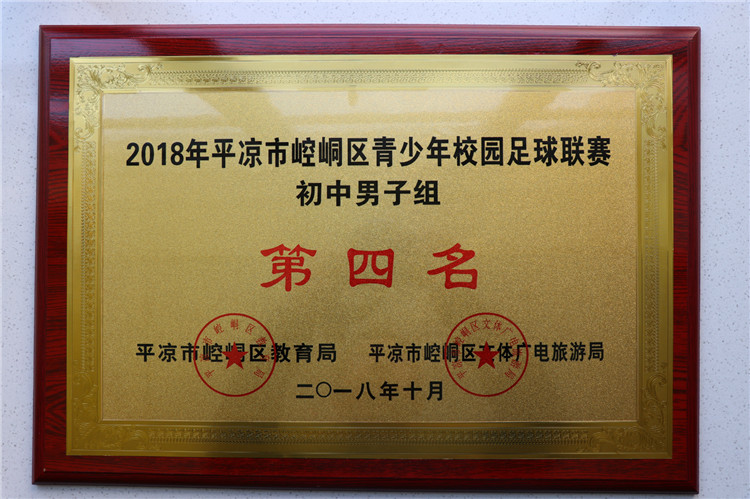 2018年平凉市崆峒区青少年校园足球联赛
初中男子组
第四名
平凉市崆峒区教育局 平凉市崆峒区文体广电旅游局
二〇一八年十月